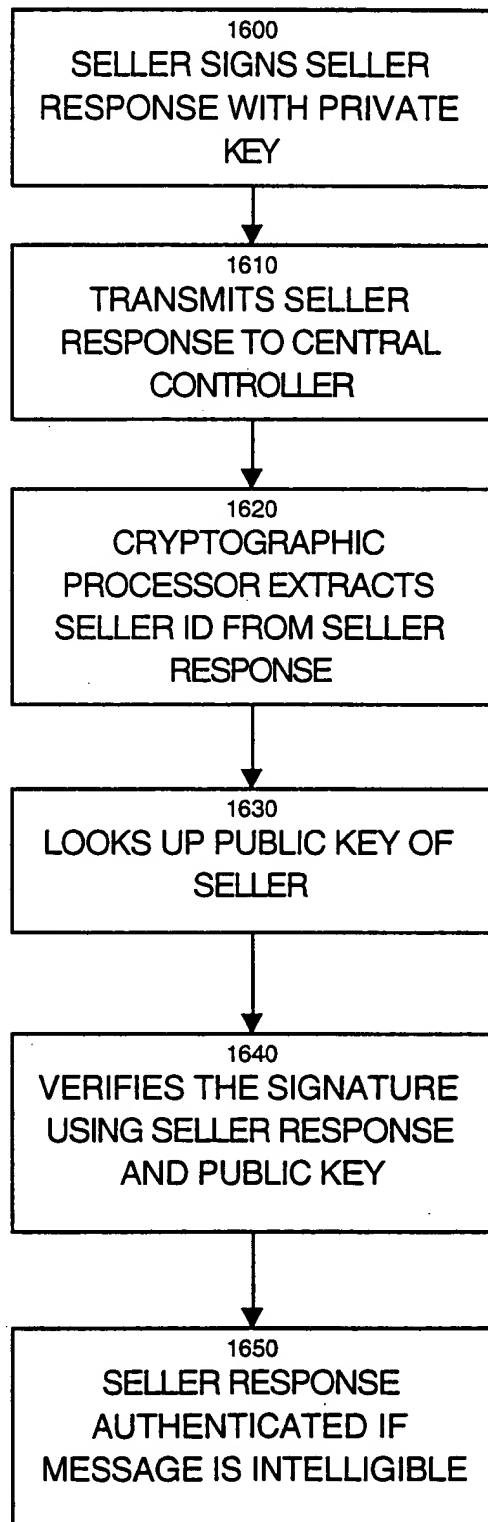 1600
SELLER SIGNS SELLER
RESPONSE WITH PRIVATE
KEY
1610
TRANSMITS SELLER
RESPONSE TO CENTRAL
CONTROLLER
1620
CRYPTOGRAPHIC
PROCESSOR EXTRACTS
SELLER ID FROM SELLER
RESPONSE
1630
LOOKS UP PUBLIC KEY OF
SELLER
1640
VERIFIES THE SIGNATURE
USING SELLER RESPONSE
AND PUBLIC KEY
1650
SELLER RESPONSE
AUTHENTICATED IF
MESSAGE IS INTELLIGIBLE